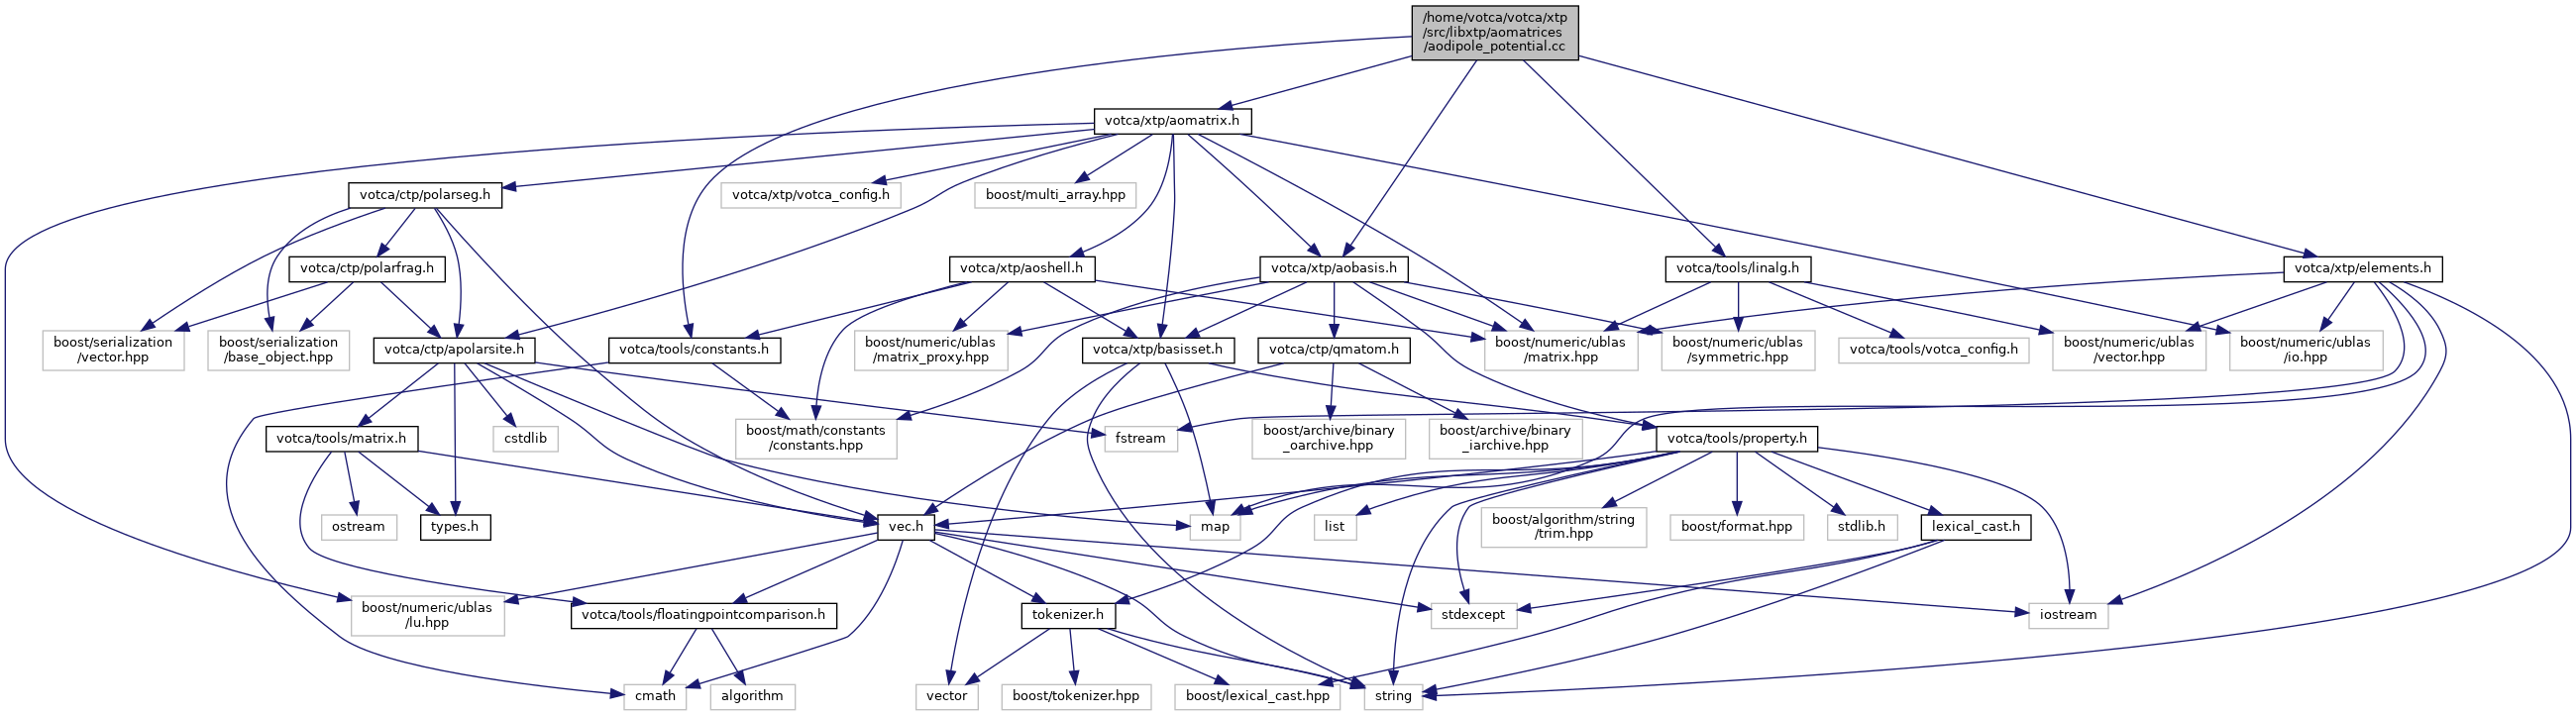 /home/votca/votca/xtp
/src/libxtp/aomatrices
/aodipole_potential.cc
votca/xtp/aomatrix.h
votca/ctp/polarseg.h
votca/xtp/votca_config.h
boost/multi_array.hpp
votca/ctp/polarfrag.h
votca/xtp/aoshell.h
votca/xtp/aobasis.h
votca/tools/linalg.h
votca/xtp/elements.h
boost/serialization
/vector.hpp
boost/serialization
/base_object.hpp
votca/ctp/apolarsite.h
votca/tools/constants.h
boost/numeric/ublas
/matrix_proxy.hpp
votca/xtp/basisset.h
votca/ctp/qmatom.h
boost/numeric/ublas
/matrix.hpp
boost/numeric/ublas
/symmetric.hpp
votca/tools/votca_config.h
boost/numeric/ublas
/vector.hpp
boost/numeric/ublas
/io.hpp
votca/tools/matrix.h
cstdlib
boost/math/constants
/constants.hpp
fstream
boost/archive/binary
_oarchive.hpp
boost/archive/binary
_iarchive.hpp
votca/tools/property.h
ostream
types.h
vec.h
map
list
boost/algorithm/string
/trim.hpp
boost/format.hpp
stdlib.h
lexical_cast.h
boost/numeric/ublas
/lu.hpp
votca/tools/floatingpointcomparison.h
tokenizer.h
stdexcept
iostream
cmath
algorithm
vector
boost/tokenizer.hpp
boost/lexical_cast.hpp
string